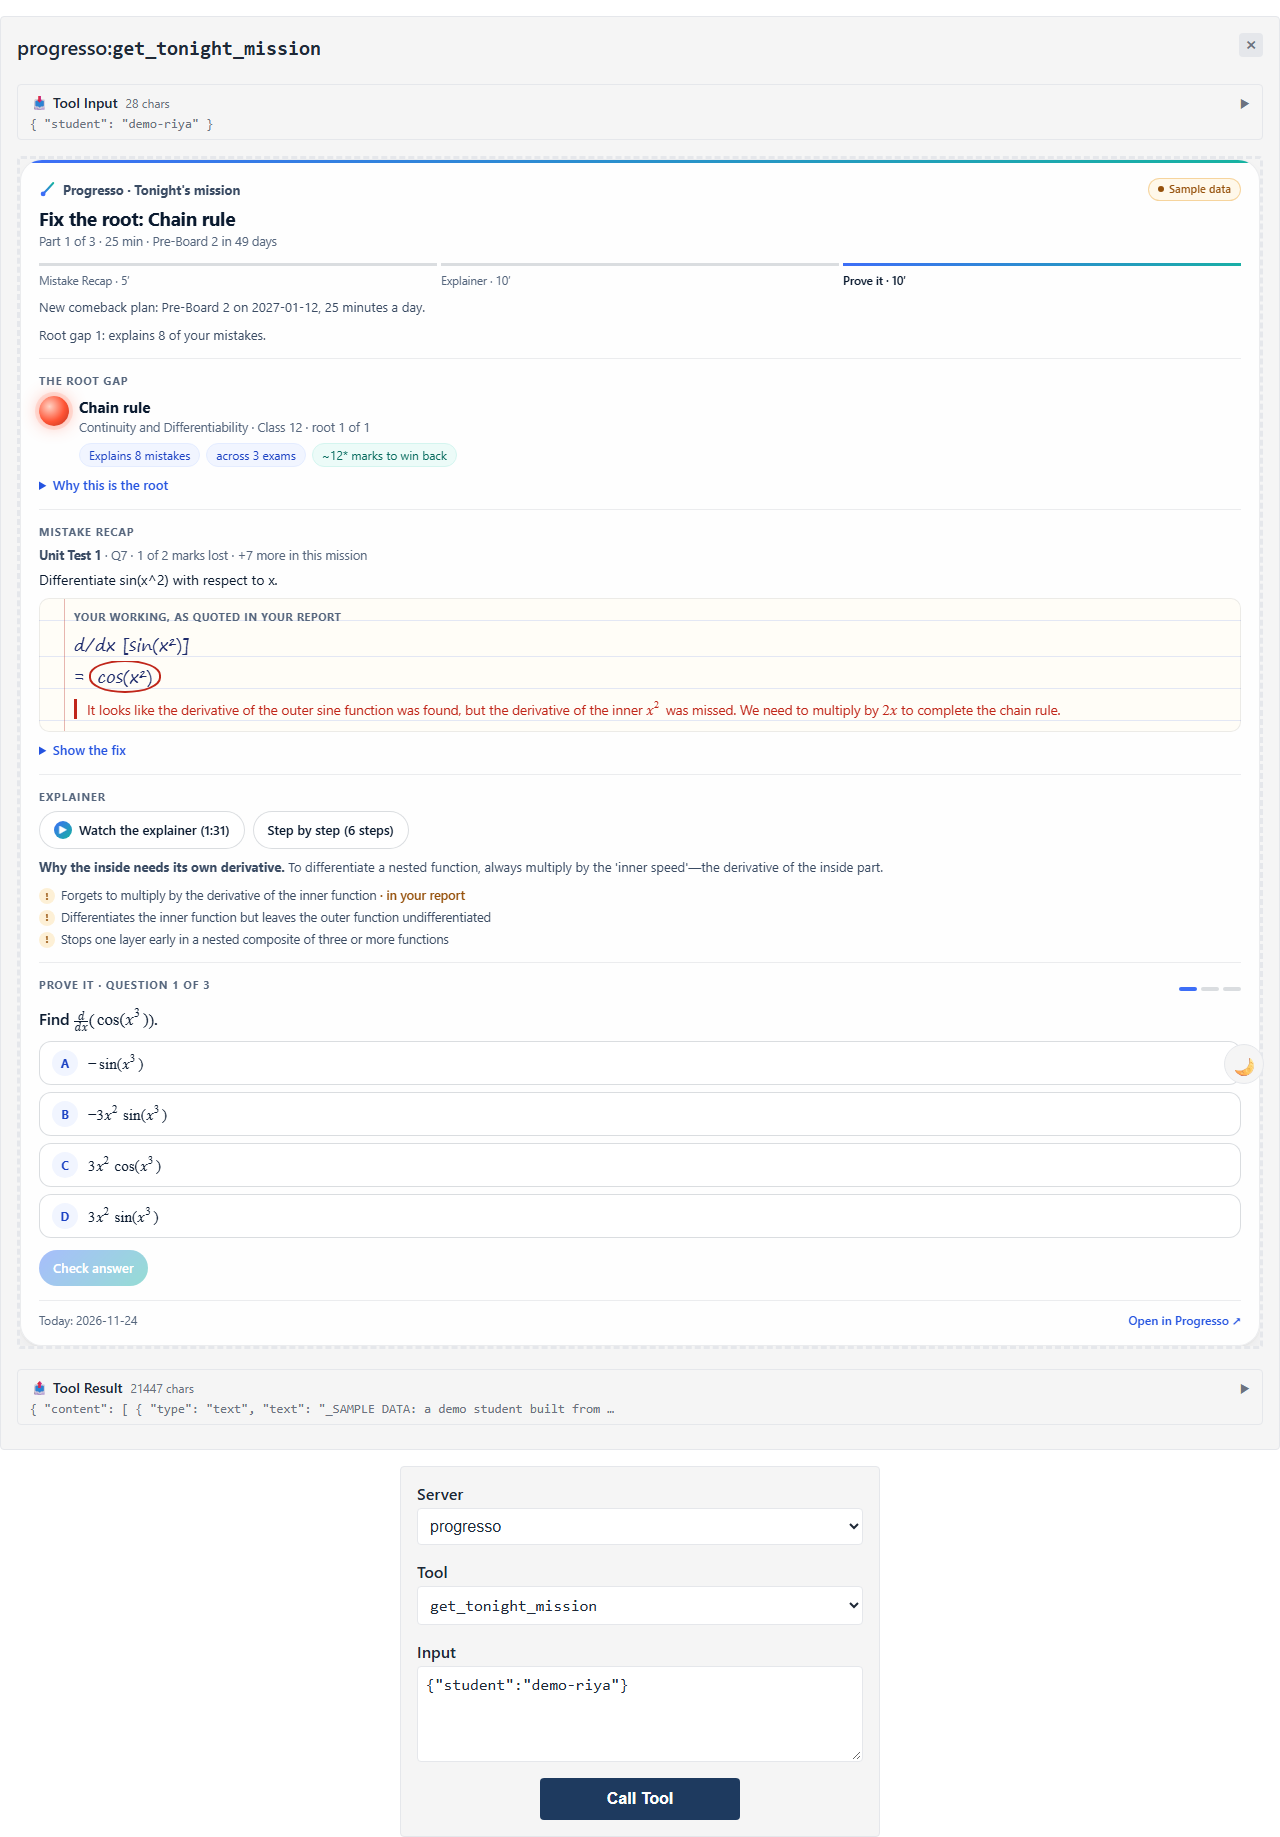 progresso:get_tonight_mission
Tool Input 28 chars
{ "student": "demo-riya" }
Progresso · Tonight's mission
Sample data
Fix the root: Chain rule
Part 1 of 3 · 25 min · Pre-Board 2 in 49 days
Mistake Recap · 5′ Explainer · 10′ Prove it · 10′
New comeback plan: Pre-Board 2 on 2027-01-12, 25 minutes a day.
Root gap 1: explains 8 of your mistakes.
THE ROOT GAP
Chain rule
Continuity and Differentiability · Class 12 · root 1 of 1
Explains 8 mistakes across 3 exams ~12* marks to win back
Why this is the root
MISTAKE RECAP
Unit Test 1 · Q7 · 1 of 2 marks lost · +7 more in this mission
Differentiate sin(x^2) with respect to x.
YOUR WORKING, AS QUOTED IN YOUR REPORT
d/dx [sin(x²)]
= cos(x²)
It looks like the derivative of the outer sine function was found, but the derivative of the inner x² was missed. We need to multiply by 2x to complete the chain rule.
Show the fix
EXPLAINER
Watch the explainer (1:31) Step by step (6 steps)
Why the inside needs its own derivative. To differentiate a nested function, always multiply by the 'inner speed'—the derivative of the inside part.
! Forgets to multiply by the derivative of the inner function · in your report
! Differentiates the inner function but leaves the outer function undifferentiated
! Stops one layer early in a nested composite of three or more functions
PROVE IT · QUESTION 1 OF 3
Find d/dx(cos(x³)).
A −sin(x³)
B −3x² sin(x³)
C 3x² cos(x³)
D 3x² sin(x³)
Check answer
Today: 2026-11-24
Open in Progresso ↗
Tool Result 21447 chars
{ "content": [ { "type": "text", "text": "_SAMPLE DATA: a demo student built from …
Server
progresso
Tool
get_tonight_mission
Input
{"student":"demo-riya"}
Call Tool